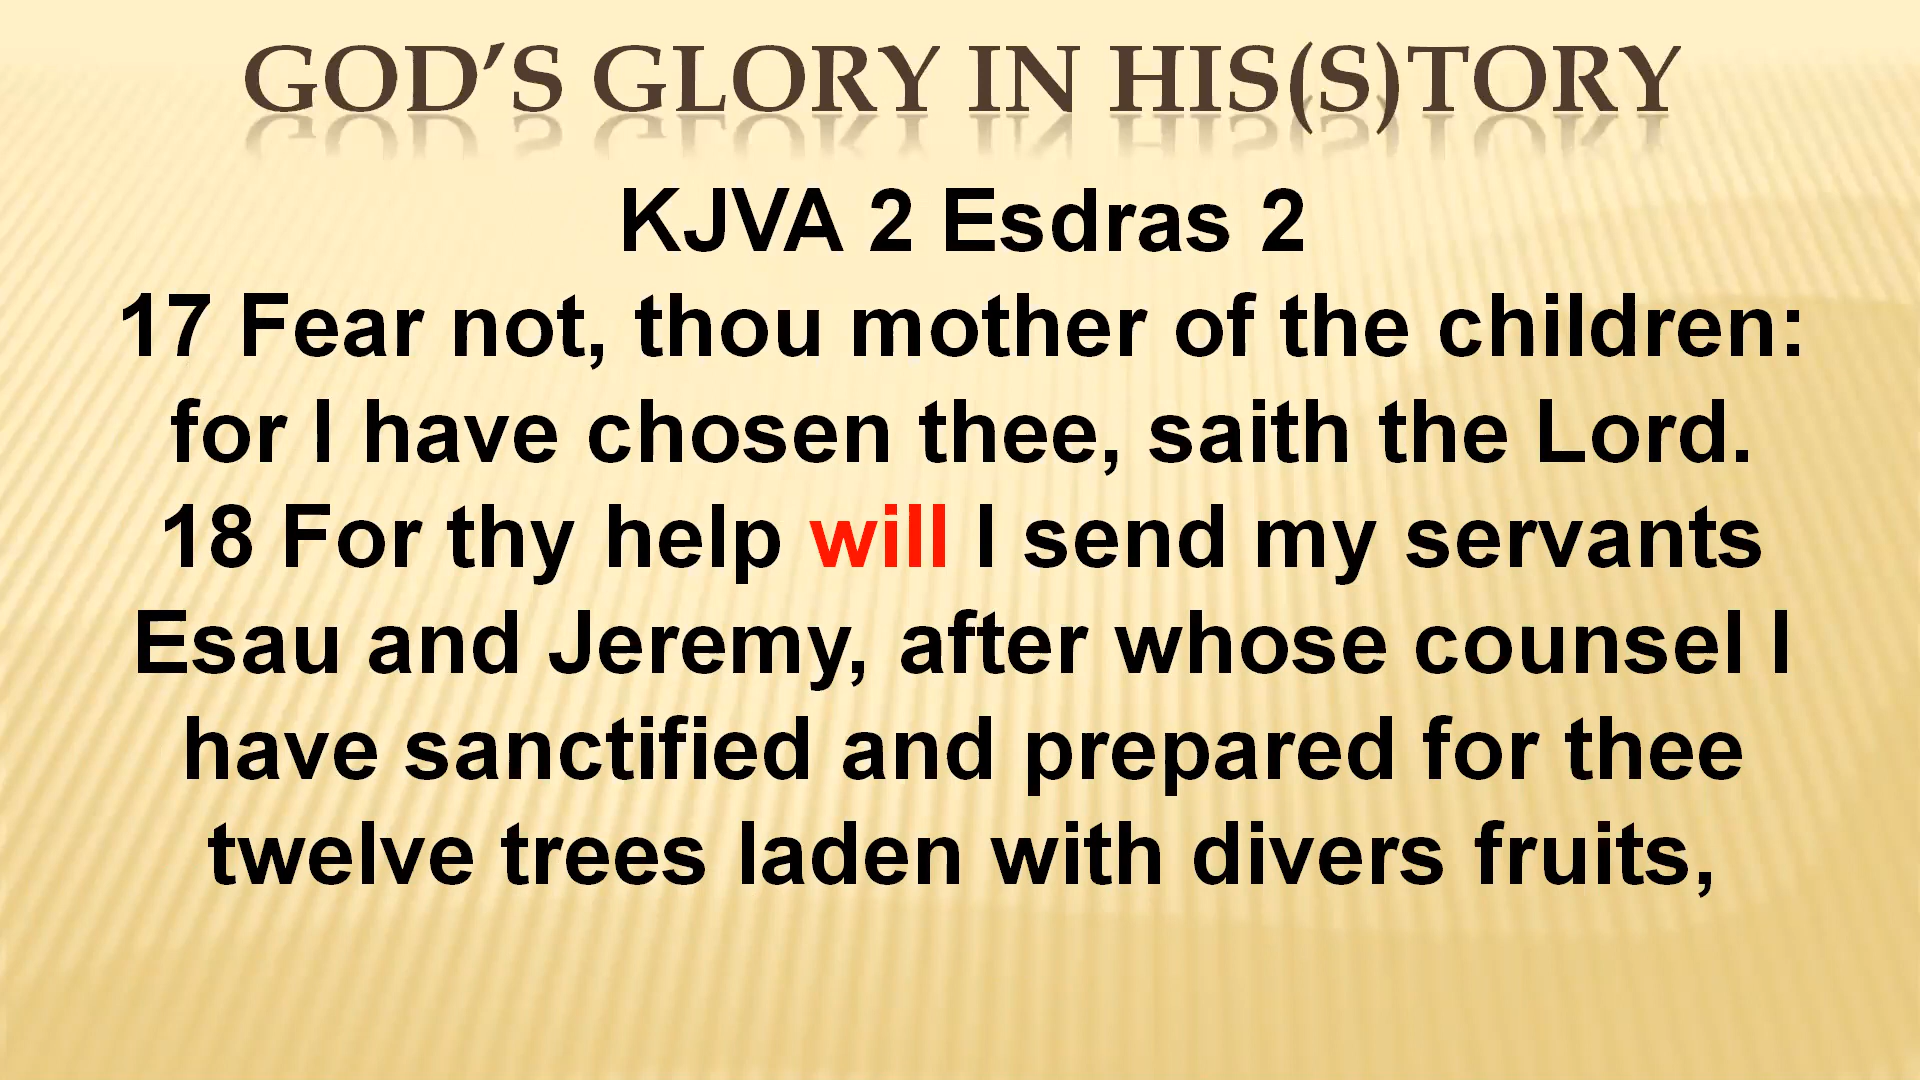 GOD’S GLORY IN HIS(S)TORY
KJVA 2 Esdras 2
17 Fear not, thou mother of the children:
for I have chosen thee, saith the Lord.
18 For thy help will I send my servants
Esau and Jeremy, after whose counsel I
have sanctified and prepared for thee
twelve trees laden with divers fruits,